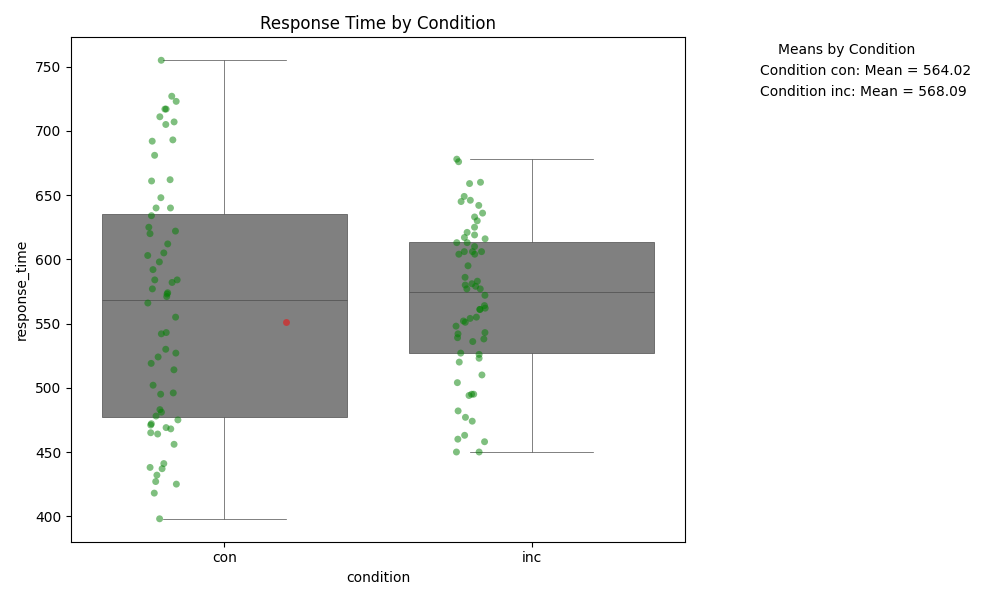 Response Time by Condition
Means by Condition
Condition con: Mean = 564.02
Condition inc: Mean = 568.09
750
700
650
600
550
500
450
400
response_time
con
inc
condition